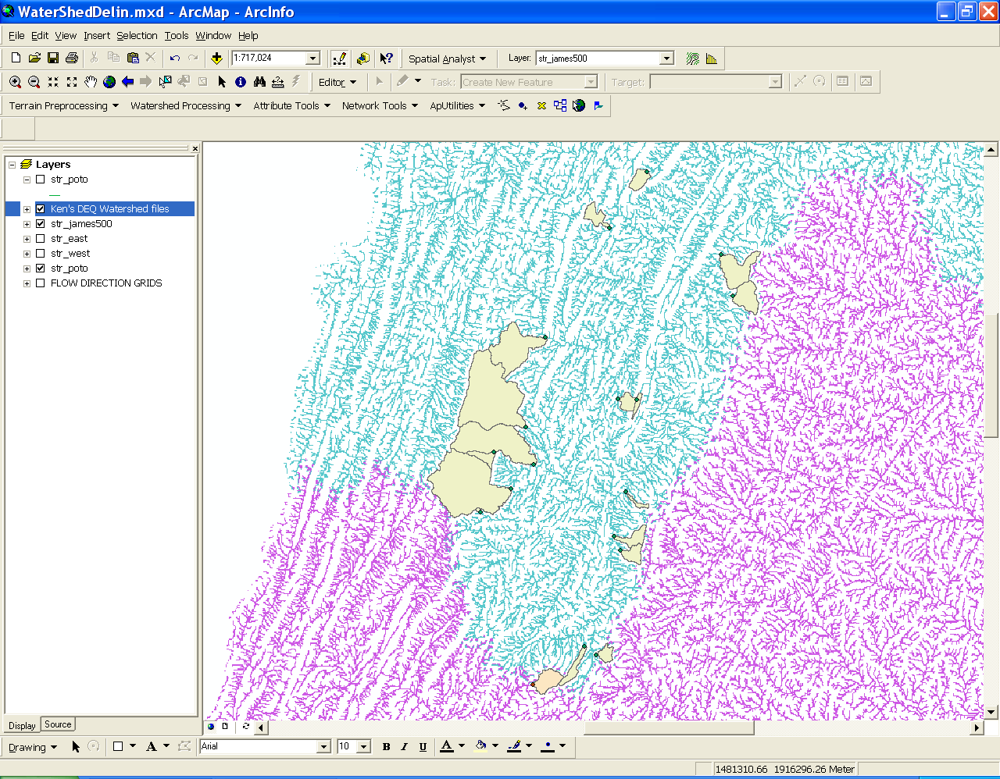 WaterShedDelin.mxd - ArcMap - ArcInfo
File Edit View Insert Selection Tools Window Help
1:717,024 Spatial Analyst Layer: str_james500
Editor Task: Create New Feature Target:
Terrain Preprocessing Watershed Processing Attribute Tools Network Tools ApUtilities
Layers
str_poto
Ken's DEQ Watershed files
str_james500
str_east
str_west
str_poto
FLOW DIRECTION GRIDS
Display Source
Drawing A Arial 10 B I U A
1481310.66 1916296.26 Meter